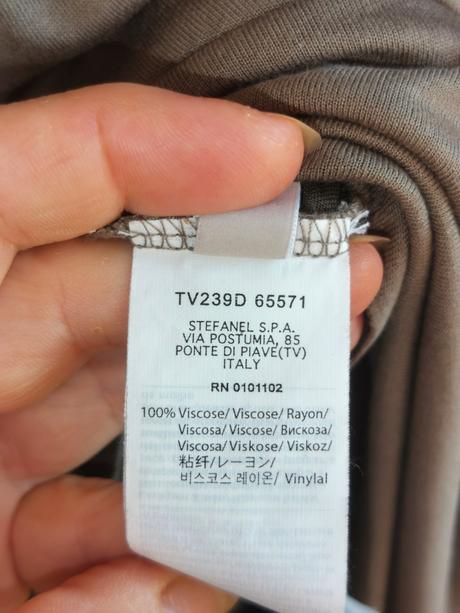 TV239D 65571
STEFANEL S.P.A.
VIA POSTUMIA, 85
PONTE DI PIAVE(TV)
ITALY
RN 0101102
100% Viscose/ Viscose/ Rayon/
Viscosa/ Viscose/ Вискоза/
Viscosa/ Viskose/ Viskoz/
粘纤/レーヨン/
비스코스 레이온/ Vinylal